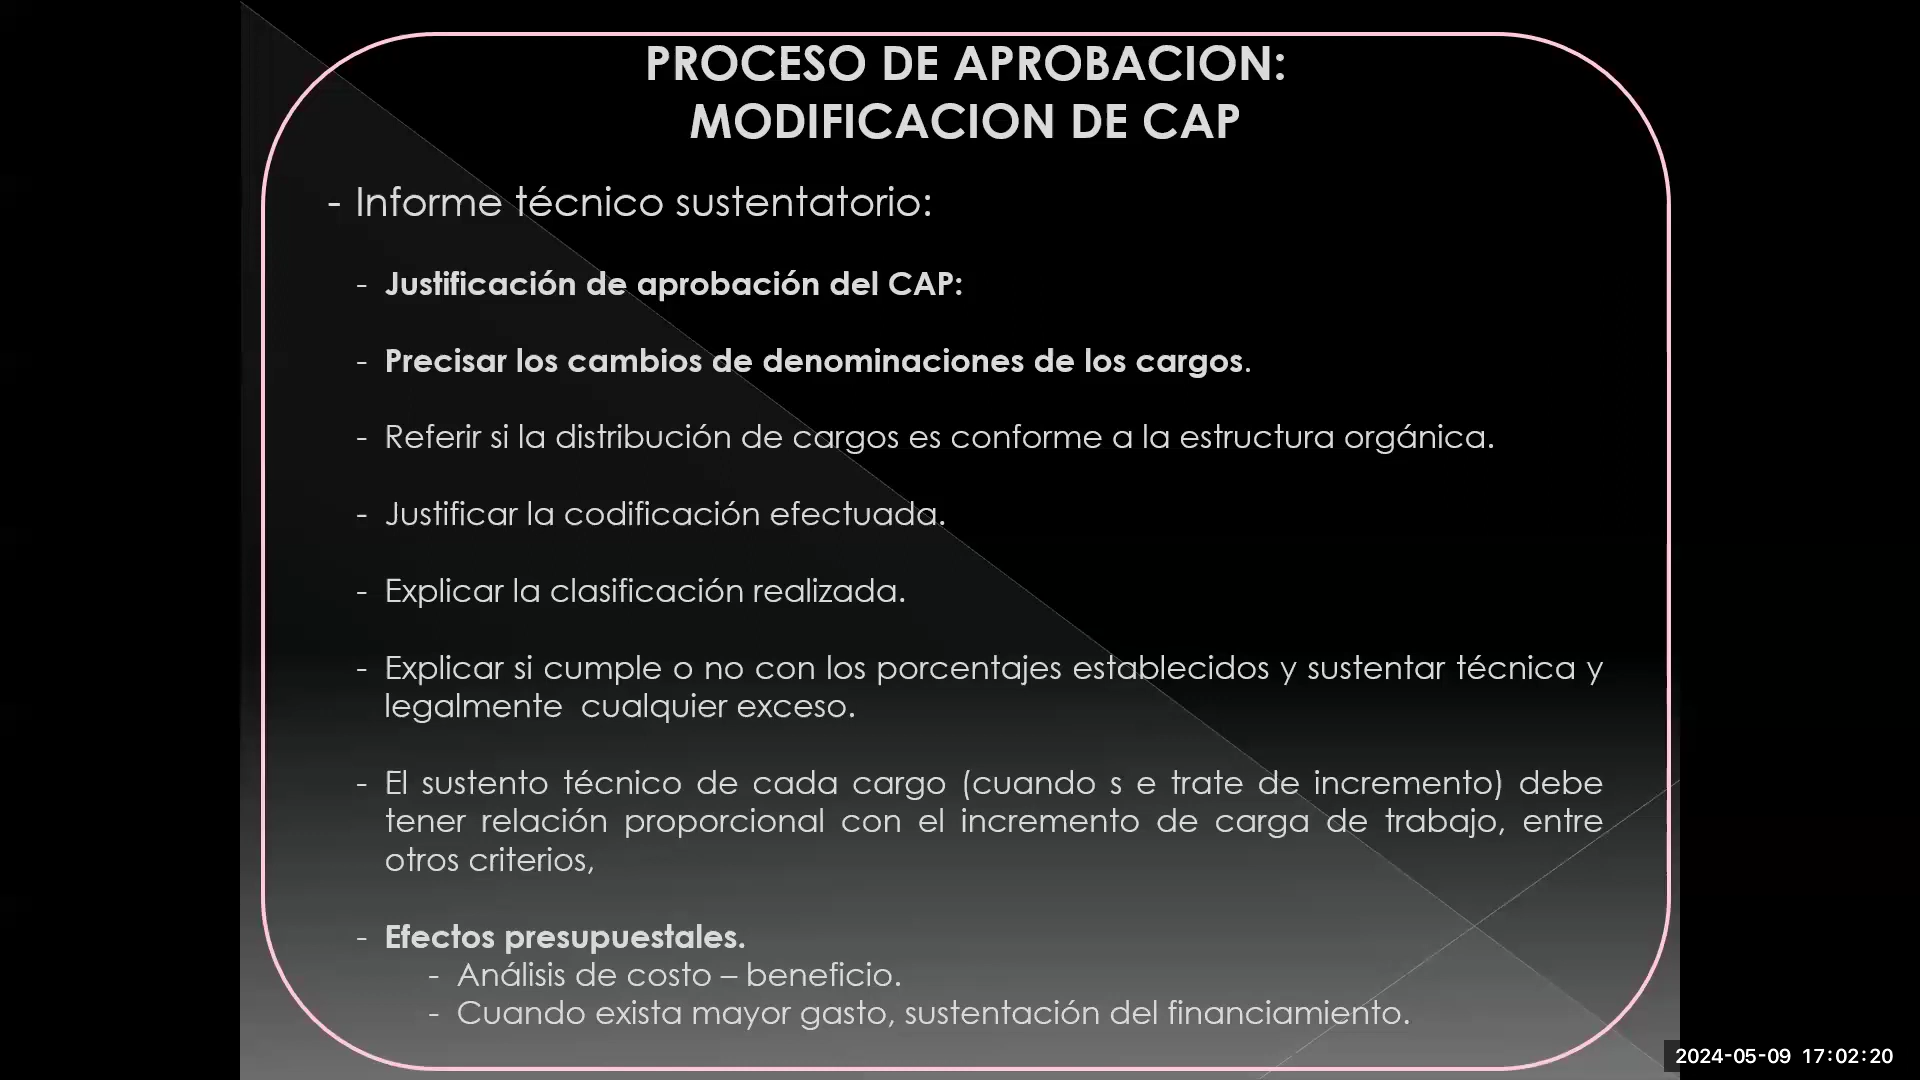 PROCESO DE APROBACION:
MODIFICACION DE CAP
- Informe técnico sustentatorio:
- Justificación de aprobación del CAP:
- Precisar los cambios de denominaciones de los cargos.
- Referir si la distribución de cargos es conforme a la estructura orgánica.
- Justificar la codificación efectuada.
- Explicar la clasificación realizada.
- Explicar si cumple o no con los porcentajes establecidos y sustentar técnica y
legalmente cualquier exceso.
- El sustento técnico de cada cargo (cuando s e trate de incremento) debe
tener relación proporcional con el incremento de carga de trabajo, entre
otros criterios,
- Efectos presupuestales.
- Análisis de costo – beneficio.
- Cuando exista mayor gasto, sustentación del financiamiento.
2024-05-09 17:02:20